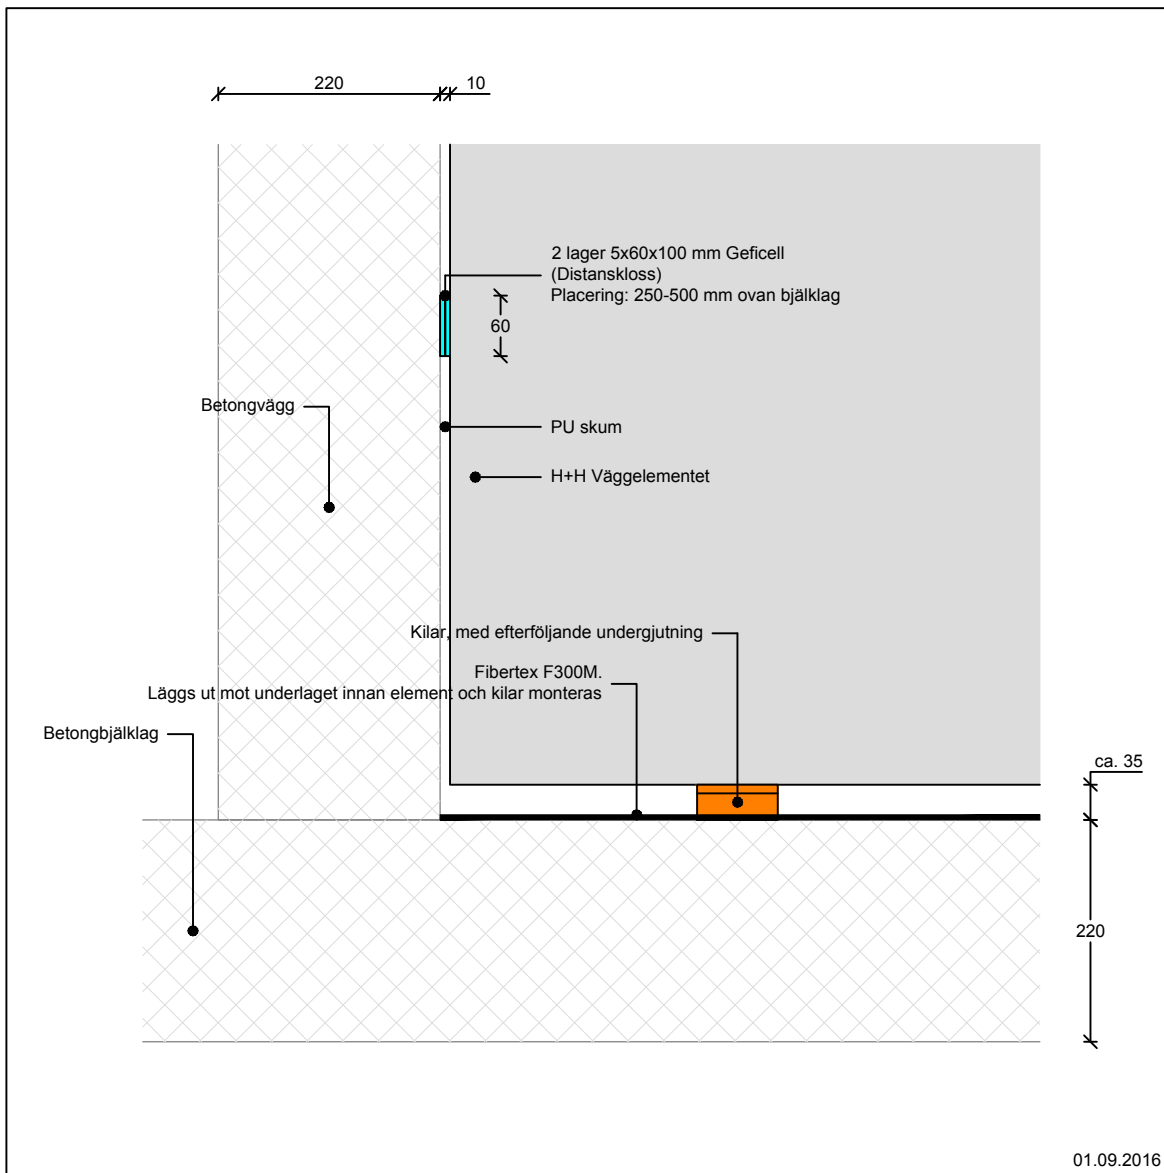 220
10
2 lager 5x60x100 mm Geficell
(Distanskloss)
Placering: 250-500 mm ovan bjälklag
60
Betongvägg
PU skum
H+H Väggelementet
Kilar, med efterföljande undergjutning
Fibertex F300M.
Läggs ut mot underlaget innan element och kilar monteras
Betongbjälklag
ca. 35
220
01.09.2016